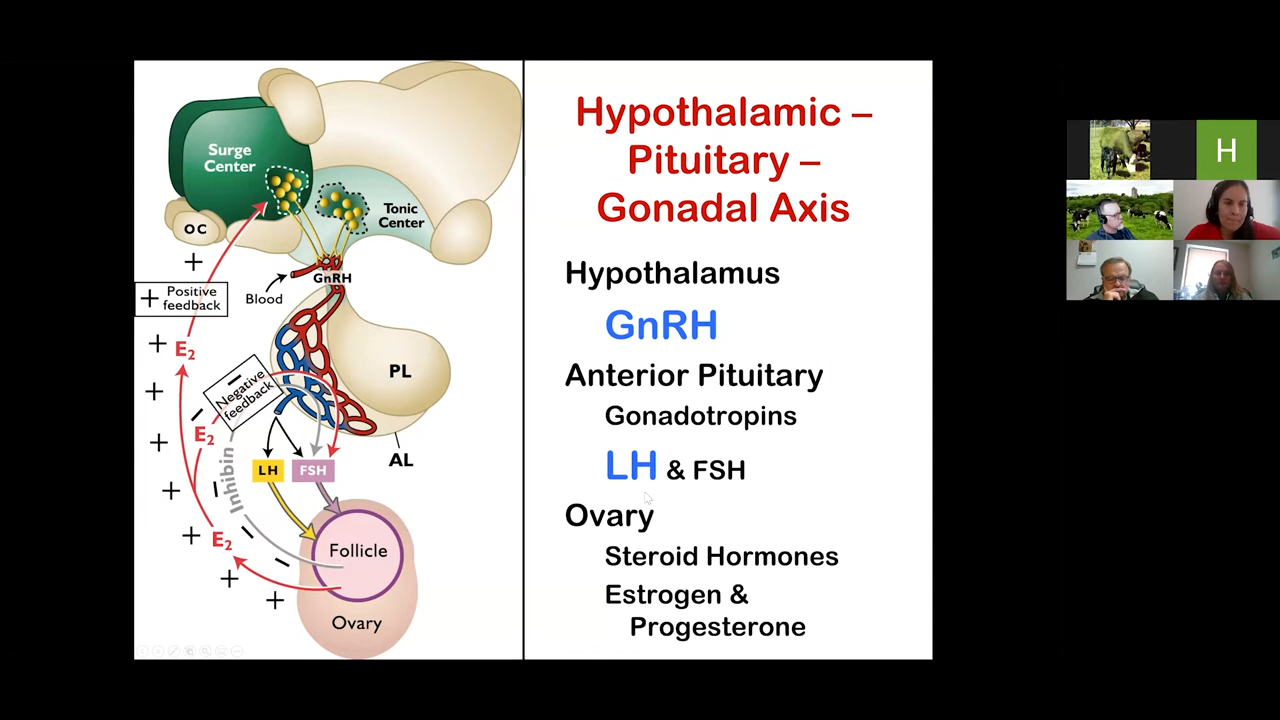 Surge
Center
Tonic
Center
OC
GnRH
+
+ Positive
feedback
Blood
+
E₂
PL
+
−
Negative
feedback
−
E₂
+
AL
Inhibin
LH
FSH
+
−
+
E₂
−
Follicle
−
+
+
Ovary
Hypothalamic –
Pituitary –
Gonadal Axis
Hypothalamus
GnRH
Anterior Pituitary
Gonadotropins
LH & FSH
Ovary
Steroid Hormones
Estrogen &
Progesterone
H